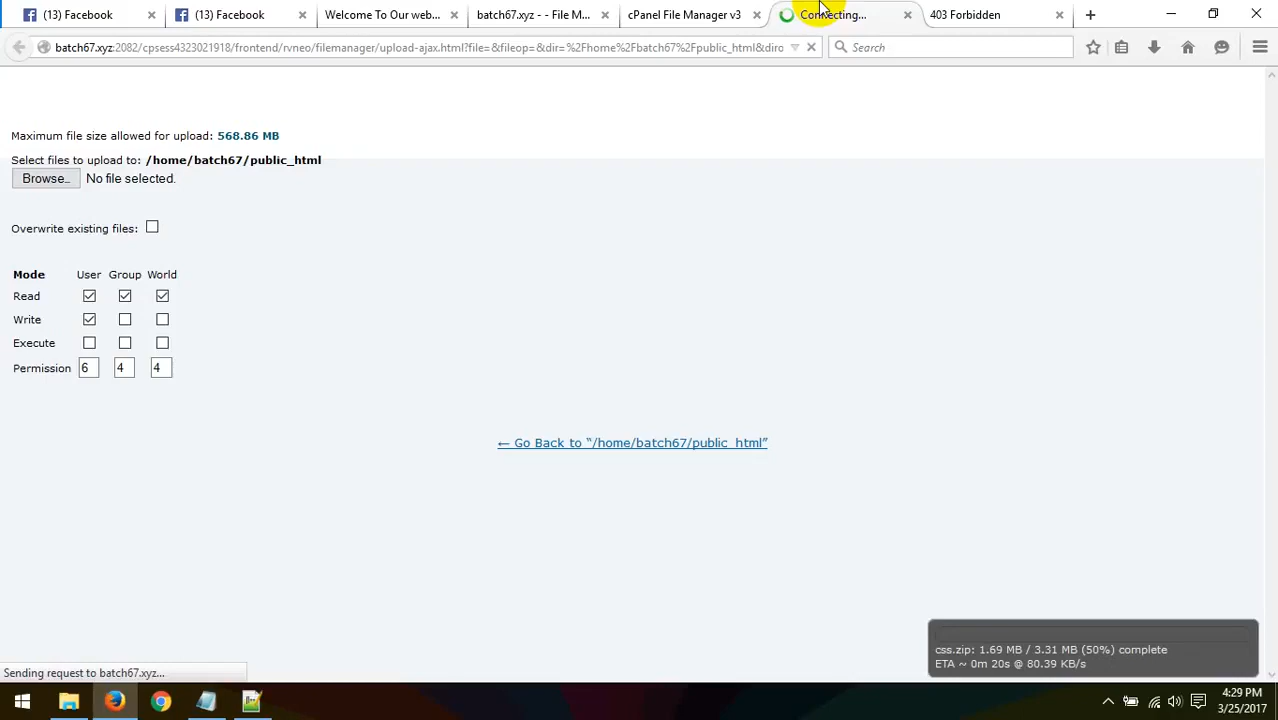 (13) Facebook
(13) Facebook
Welcome To Our web...
batch67.xyz - - File M...
cPanel File Manager v3
Connecting...
403 Forbidden
batch67.xyz:2082/cpsess4323021918/frontend/rvneo/filemanager/upload-ajax.html?file=&fileop=&dir=%2Fhome%2Fbatch67%2Fpublic_html&diro
Search
Maximum file size allowed for upload: 568.86 MB
Select files to upload to: /home/batch67/public_html
Browse.. No file selected.
Overwrite existing files:
Mode User Group World
Read
Write
Execute
Permission 6 4 4
← Go Back to “/home/batch67/public_html”
css.zip: 1.69 MB / 3.31 MB (50%) complete
ETA ~ 0m 20s @ 80.39 KB/s
Sending request to batch67.xyz...
4:29 PM
3/25/2017